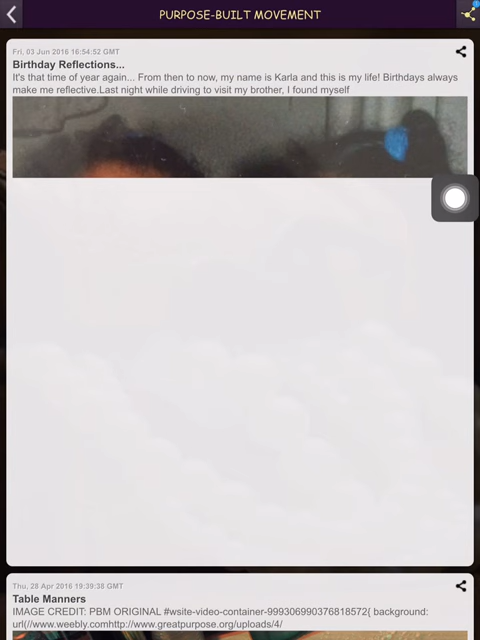 PURPOSE-BUILT MOVEMENT
Fri, 03 Jun 2016 16:54:52 GMT
Birthday Reflections...
It's that time of year again... From then to now, my name is Karla and this is my life! Birthdays always
make me reflective.Last night while driving to visit my brother, I found myself
Thu, 28 Apr 2016 19:39:38 GMT
Table Manners
IMAGE CREDIT: PBM ORIGINAL #wsite-video-container-999306990376818572{ background:
url(//www.weebly.comhttp://www.greatpurpose.org/uploads/4/